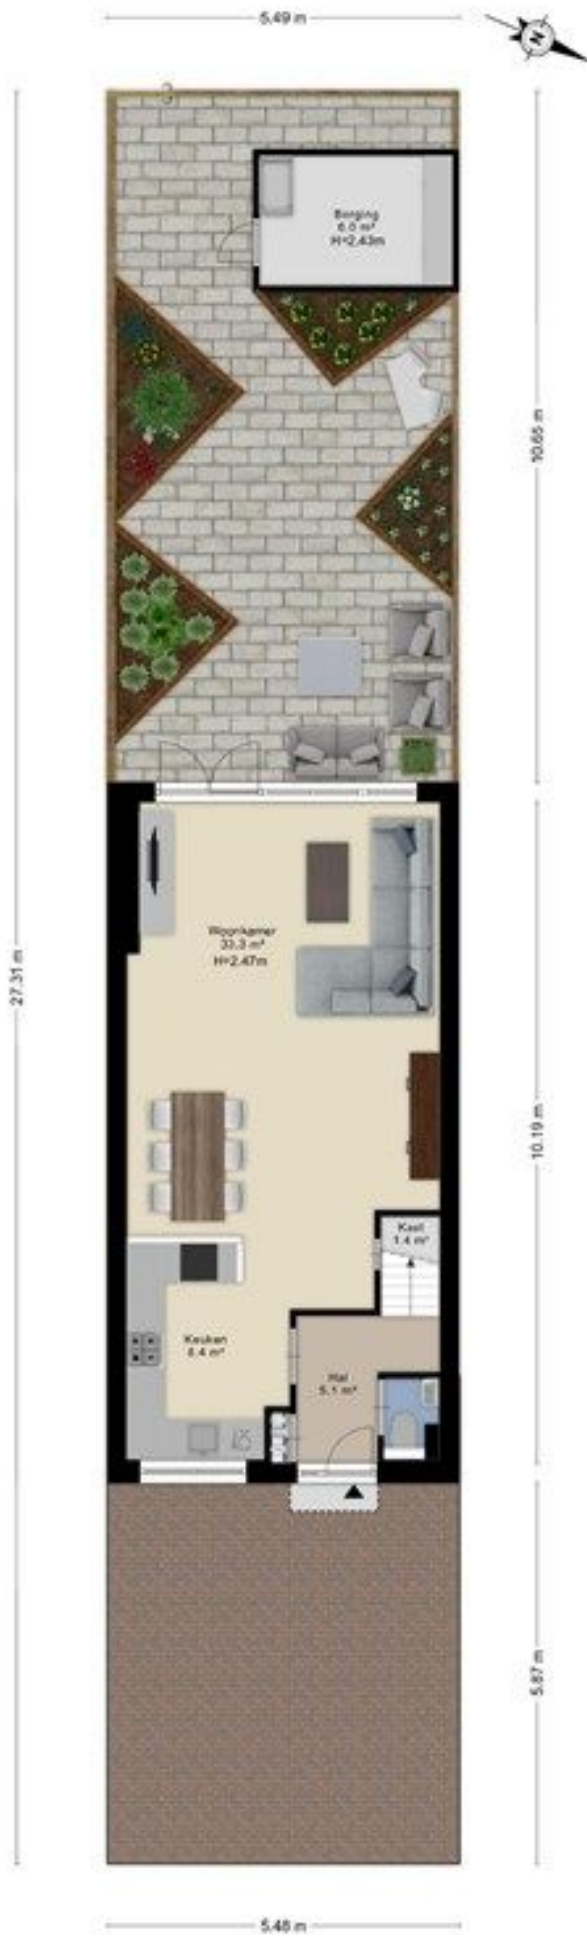 5.49 m
N
Berging
6.0 m²
H=2.43m
10.65 m
Woonkamer
33.3 m²
H=2.47m
27.31 m
10.19 m
Kast
1.4 m²
Keuken
8.4 m²
Hal
5.1 m²
5.87 m
5.48 m